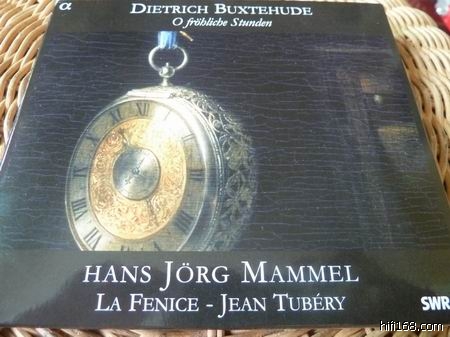 α
DIETRICH BUXTEHUDE
O fröhliche Stunden
HANS JÖRG MAMMEL
LA FENICE - JEAN TUBÉRY
SWR
hifi168.com